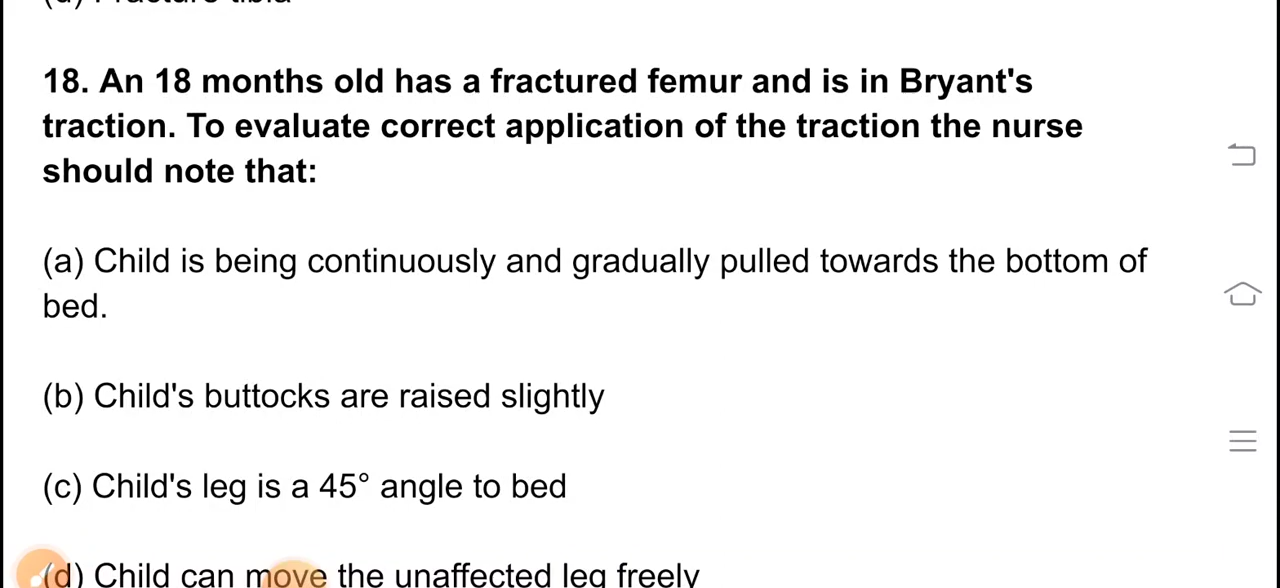 18. An 18 months old has a fractured femur and is in Bryant's
traction. To evaluate correct application of the traction the nurse
should note that:
(a) Child is being continuously and gradually pulled towards the bottom of
bed.
(b) Child's buttocks are raised slightly
(c) Child's leg is a 45° angle to bed
(d) Child can move the unaffected leg freely